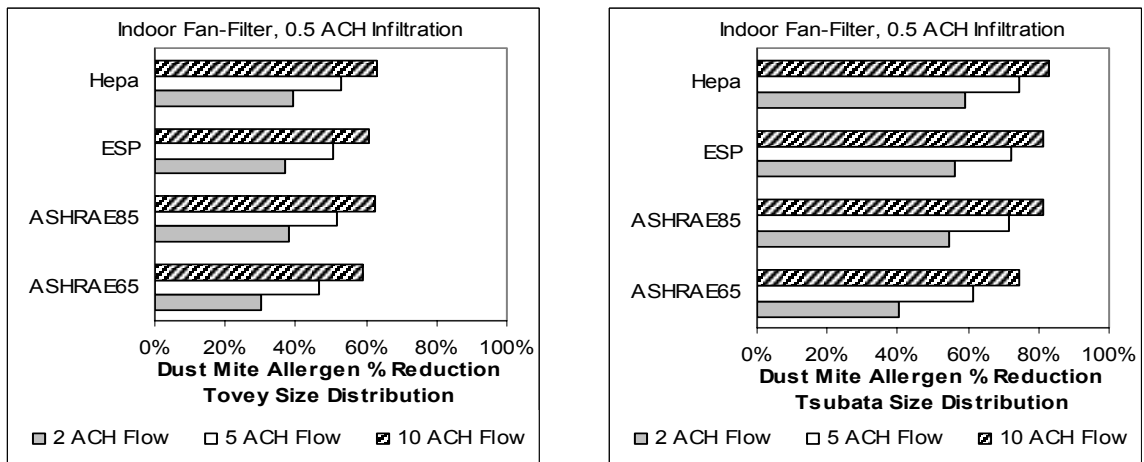 Indoor Fan-Filter, 0.5 ACH Infiltration
Hepa
ESP
ASHRAE85
ASHRAE65
0% 20% 40% 60% 80% 100%
Dust Mite Allergen % Reduction
Tovey Size Distribution
2 ACH Flow 5 ACH Flow 10 ACH Flow
Indoor Fan-Filter, 0.5 ACH Infiltration
Hepa
ESP
ASHRAE85
ASHRAE65
0% 20% 40% 60% 80% 100%
Dust Mite Allergen % Reduction
Tsubata Size Distribution
2 ACH Flow 5 ACH Flow 10 ACH Flow